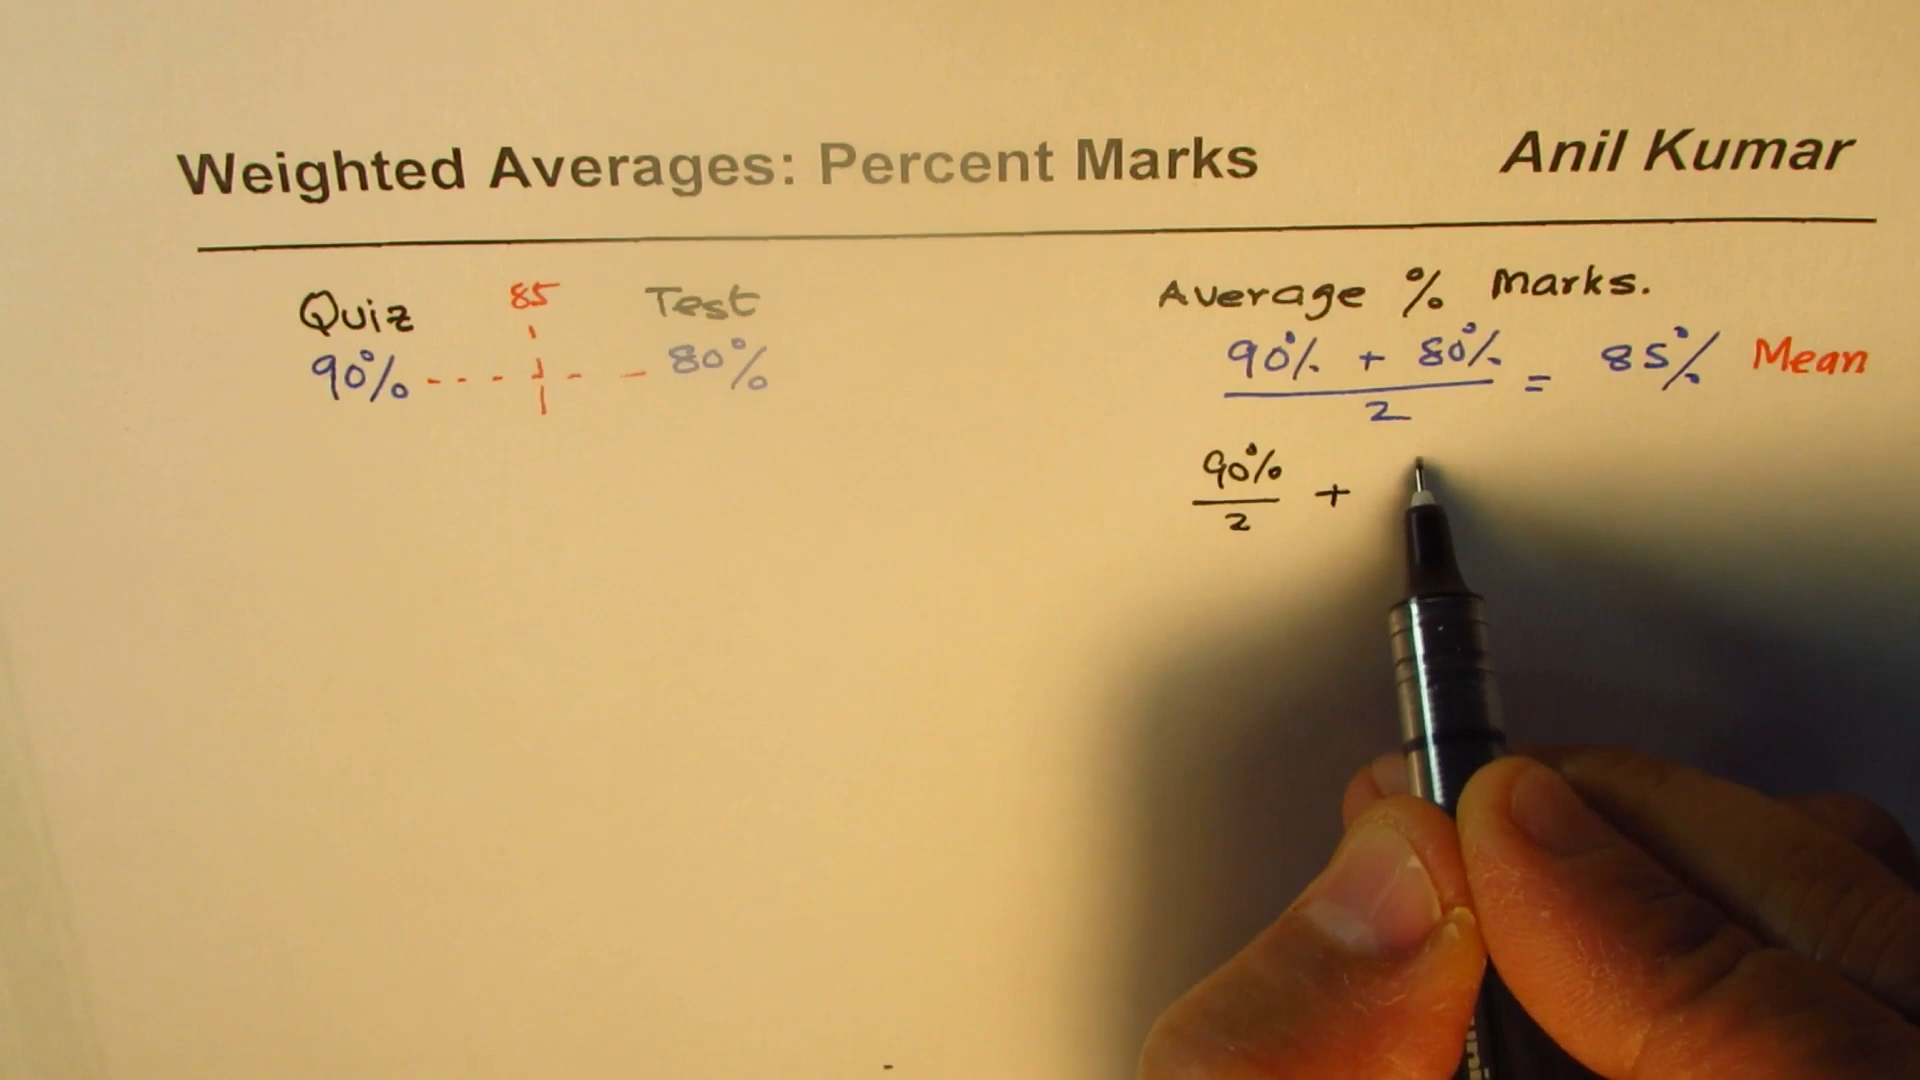 Weighted Averages: Percent Marks
Anil Kumar
Quiz 85 Test
90% 80%
Average % Marks.
90% + 80% / 2 = 85% Mean
90% / 2 +